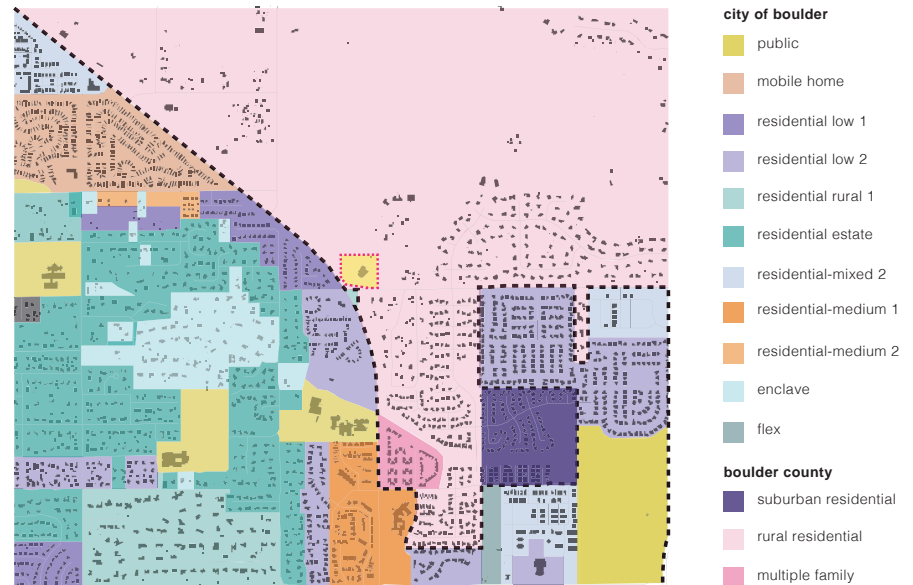 city of boulder
public
mobile home
residential low 1
residential low 2
residential rural 1
residential estate
residential-mixed 2
residential-medium 1
residential-medium 2
enclave
flex
boulder county
suburban residential
rural residential
multiple family